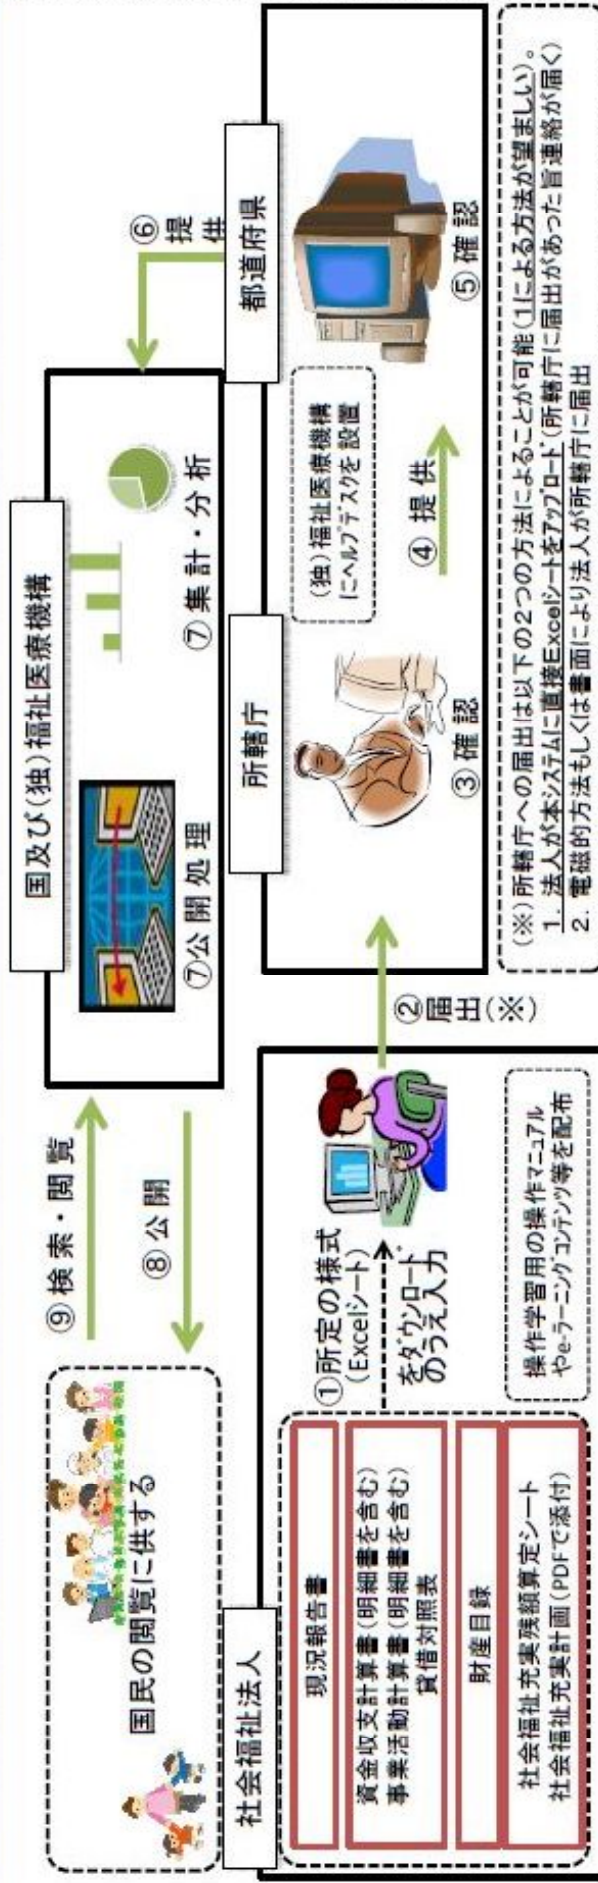 国民の閲覧に供する
⑨検索・閲覧
⑧公開
国及び(独)福祉医療機構
⑦公開処理
⑦集計・分析
⑥提供
社会福祉法人
現況報告書
資金収支計算書(明細書を含む)
事業活動計算書(明細書を含む)
貸借対照表
財産目録
社会福祉充実残額算定シート
社会福祉充実計画(PDFで添付)
①所定の様式
(Excelシート)
をダウンロード
のうえ入力
操作学習用の操作マニュアル
やe-ラーニングコンテンツ等を配布
②届出(※)
所轄庁
③確認
(独)福祉医療機構
にヘルプデスクを設置
④提供
都道府県
⑤確認
(※)所轄庁への届出は以下の2つの方法によることが可能(1による方法が望ましい)。
1. 法人が本システムに直接Excelシートをアップロード(所轄庁に届出があった旨連絡が届く)
2. 電磁的方法もしくは書面により法人が所轄庁に届出